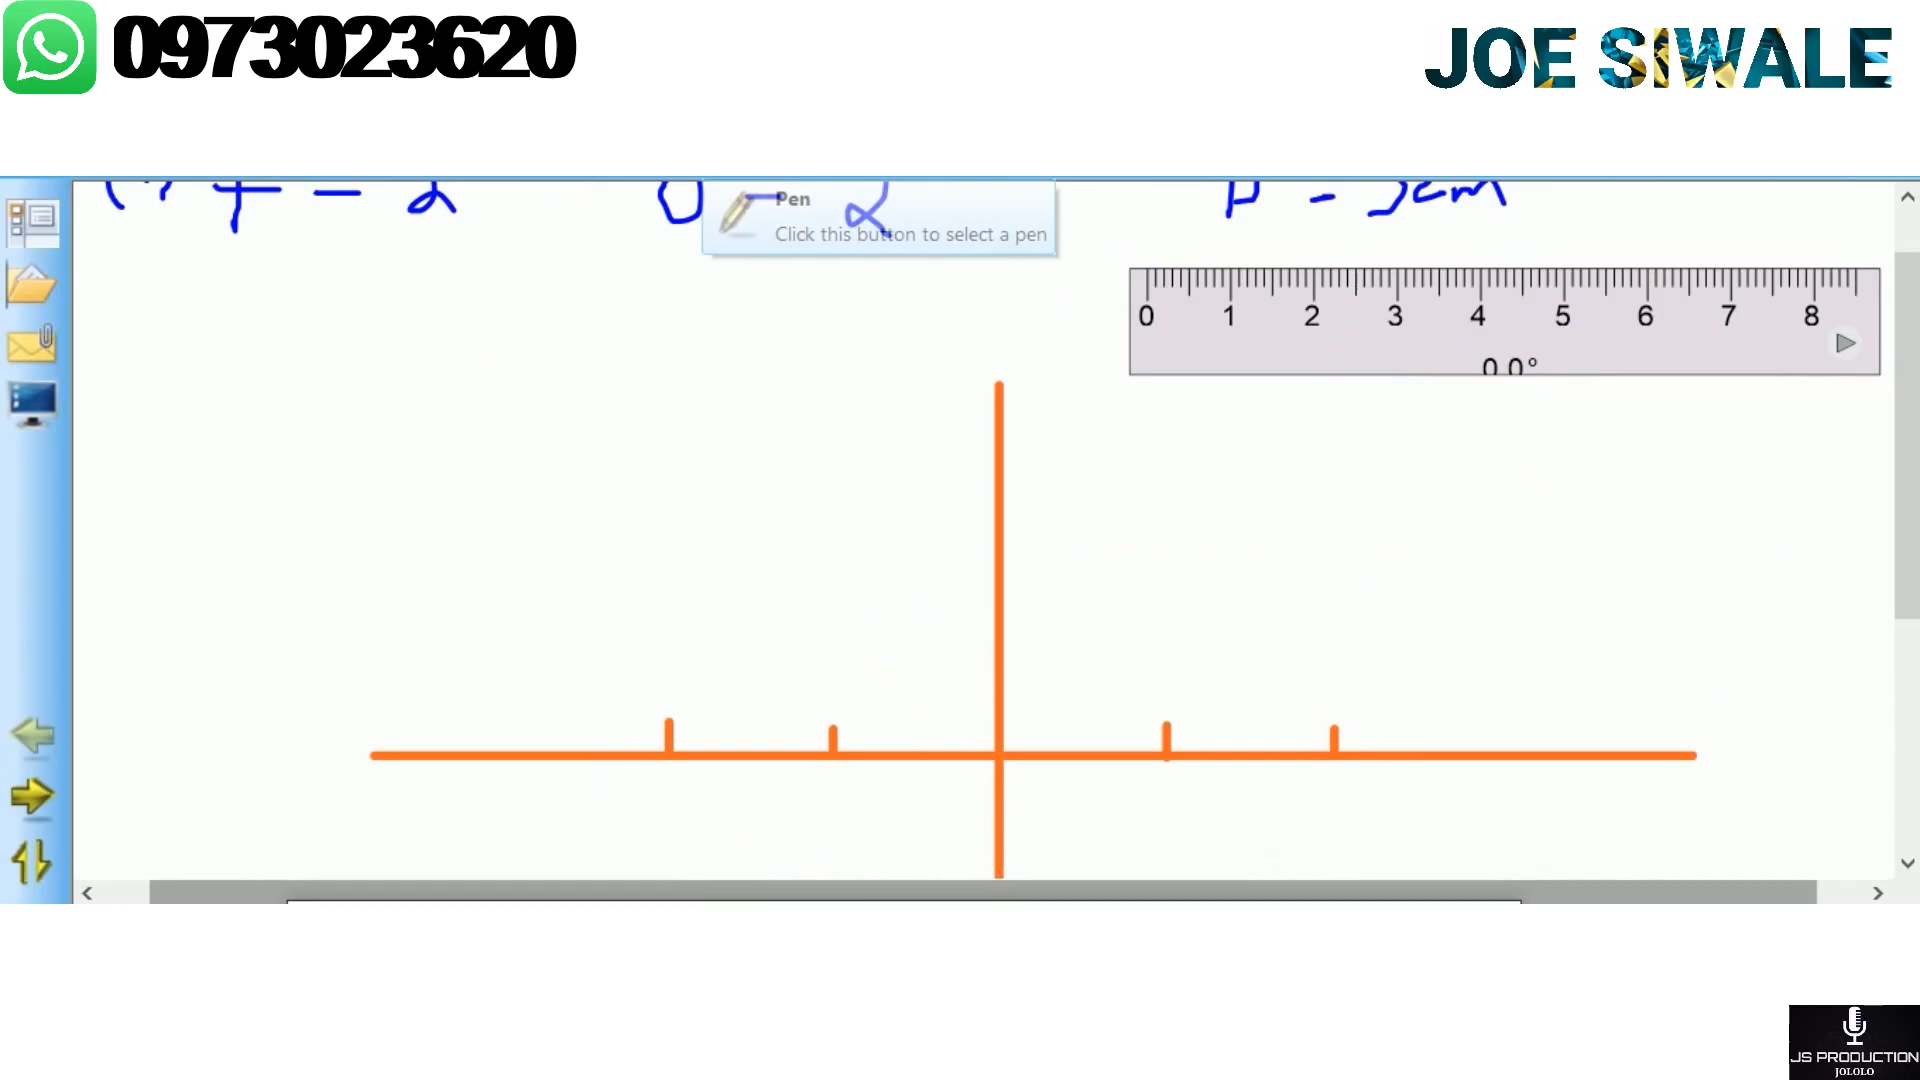 0973023620
JOE SIWALE
Pen
Click this button to select a pen
0 1 2 3 4 5 6 7 8
0.0°
JS PRODUCTION
JOLOLO